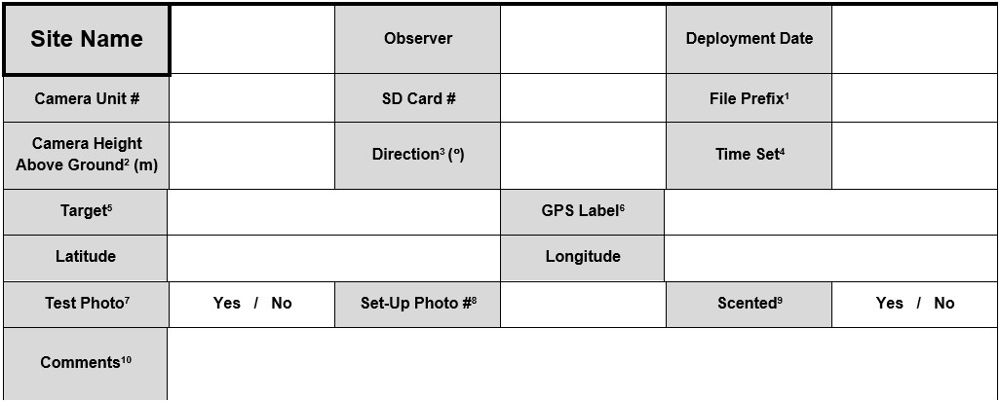 Site Name
Observer
Deployment Date
Camera Unit #
SD Card #
File Prefix¹
Camera Height
Above Ground² (m)
Direction³ (º)
Time Set⁴
Target⁵
GPS Label⁶
Latitude
Longitude
Test Photo⁷
Yes / No
Set-Up Photo #⁸
Scented⁹
Yes / No
Comments¹⁰